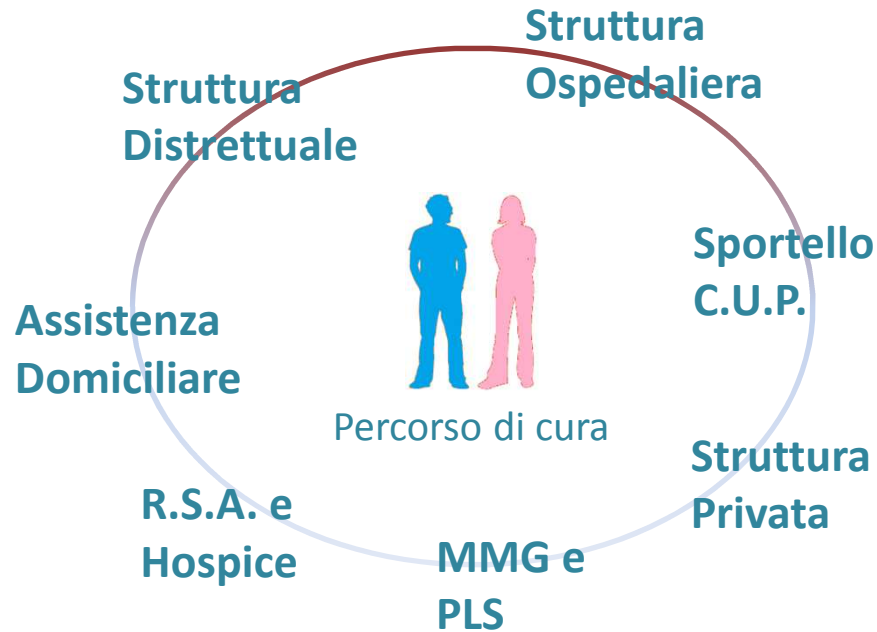 Struttura
Ospedaliera
Struttura
Distrettuale
Sportello
C.U.P.
Assistenza
Domiciliare
Percorso di cura
Struttura
Privata
R.S.A. e
Hospice
MMG e
PLS